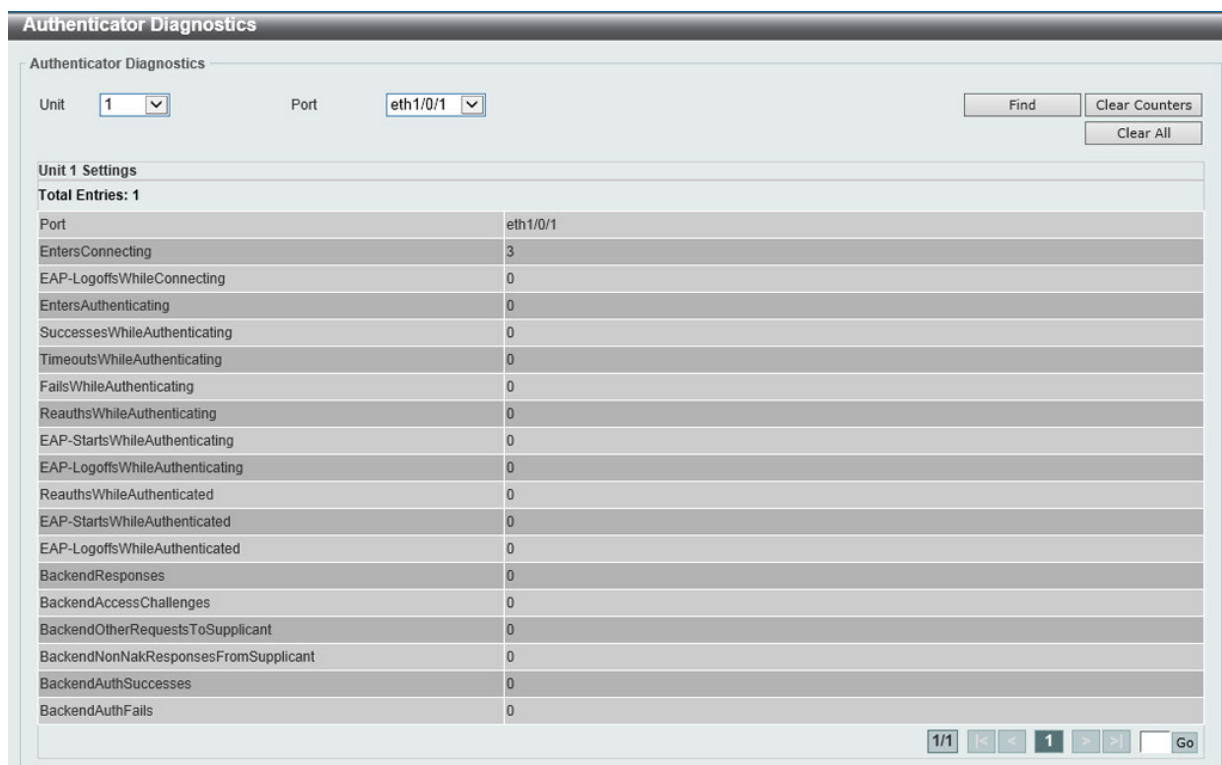 Authenticator Diagnostics
Authenticator Diagnostics
Unit 1 Port eth1/0/1 Find Clear Counters
Clear All
Unit 1 Settings
Total Entries: 1
Port eth1/0/1
EntersConnecting 3
EAP-LogoffsWhileConnecting 0
EntersAuthenticating 0
SuccessesWhileAuthenticating 0
TimeoutsWhileAuthenticating 0
FailsWhileAuthenticating 0
ReauthsWhileAuthenticating 0
EAP-StartsWhileAuthenticating 0
EAP-LogoffsWhileAuthenticating 0
ReauthsWhileAuthenticated 0
EAP-StartsWhileAuthenticated 0
EAP-LogoffsWhileAuthenticated 0
BackendResponses 0
BackendAccessChallenges 0
BackendOtherRequestsToSupplicant 0
BackendNonNakResponsesFromSupplicant 0
BackendAuthSuccesses 0
BackendAuthFails 0
1/1 |< < 1 > >| Go